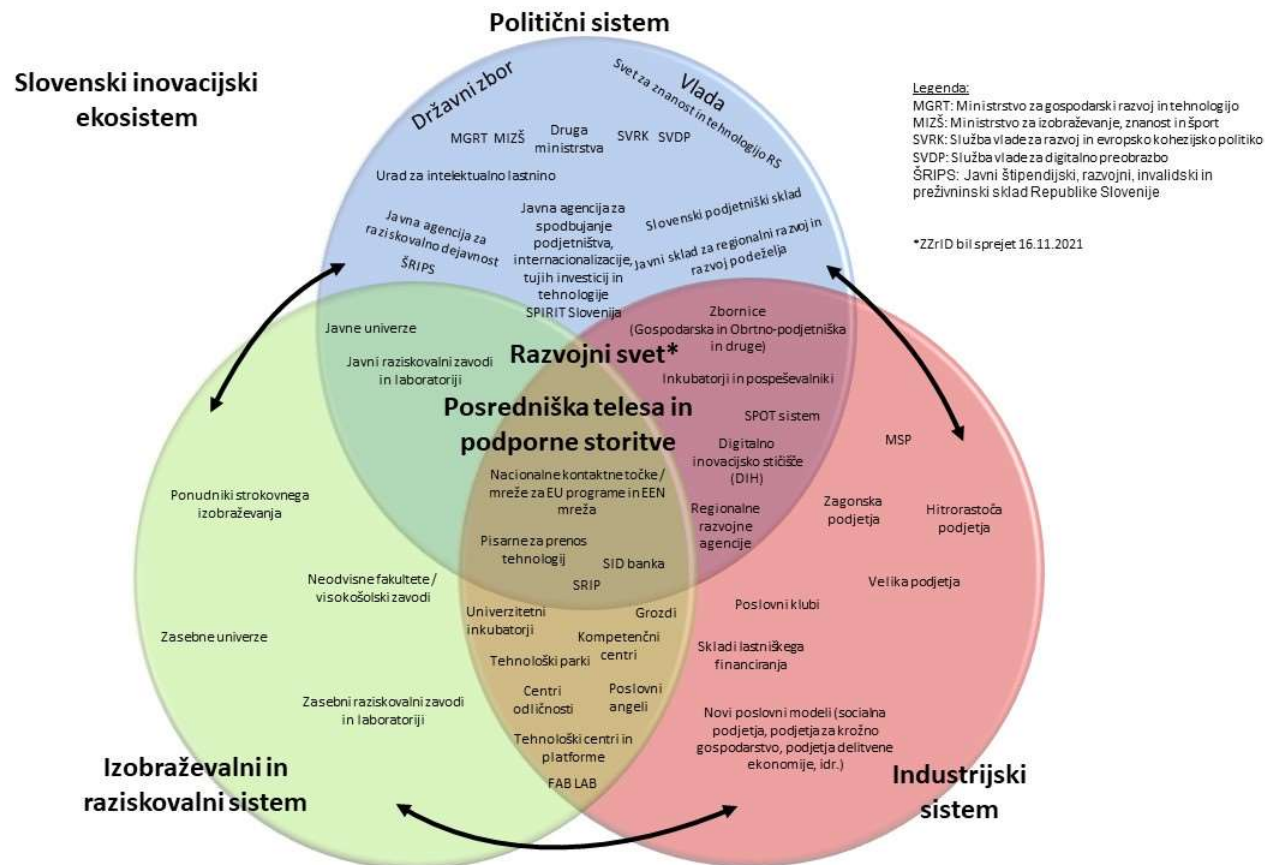 Politični sistem
Slovenski inovacijski
ekosistem
Državni zbor
Vlada
Svet za znanost in tehnologijo RS
MGRT MIZŠ
Druga
ministrstva
SVRK
SVDP
Urad za intelektualno lastnino
Javna agencija za
raziskovalno dejavnost
ŠRIPS
Javna agencija za
spodbujanje
podjetništva,
internacionalizacije,
tujih investicij in
tehnologije
SPIRIT Slovenija
Slovenski podjetniški sklad
Javni sklad za regionalni razvoj in
razvoj podeželja
Legenda:
MGRT: Ministrstvo za gospodarski razvoj in tehnologijo
MIZŠ: Ministrstvo za izobraževanje, znanost in šport
SVRK: Služba vlade za razvoj in evropsko kohezijsko politiko
SVDP: Služba vlade za digitalno preobrazbo
ŠRIPS: Javni štipendijski, razvojni, invalidski in
preživninski sklad Republike Slovenije
*ZZrID bil sprejet 16.11.2021
Javne univerze
Javni raziskovalni zavodi
in laboratoriji
Zbornice
(Gospodarska in Obrtno-podjetniška
in druge)
Razvojni svet*
Inkubatorji in pospeševalniki
Posredniška telesa in
podporne storitve
SPOT sistem
Digitalno
inovacijsko stičišče
(DIH)
Regionalne
razvojne
agencije
Nacionalne kontaktne točke/
mreže za EU programe in EEN
mreža
Pisarne za prenos
tehnologij
SID banka
SRIP
MSP
Zagonska
podjetja
Hitrorastoča
podjetja
Velika podjetja
Poslovni klubi
Skladi lastniškega
financiranja
Novi poslovni modeli (socialna
podjetja, podjetja za krožno
gospodarstvo, podjetja delitvene
ekonomije, idr.)
Ponudniki strokovnega
izobraževanja
Neodvisne fakultete/
visokošolski zavodi
Zasebne univerze
Zasebni raziskovalni zavodi
in laboratoriji
Univerzitetni
inkubatorji
Grozdi
Kompetenčni
centri
Tehnološki parki
Centri
odličnosti
Poslovni
angeli
Tehnološki centri in
platforme
FAB LAB
Izobraževalni in
raziskovalni sistem
Industrijski
sistem